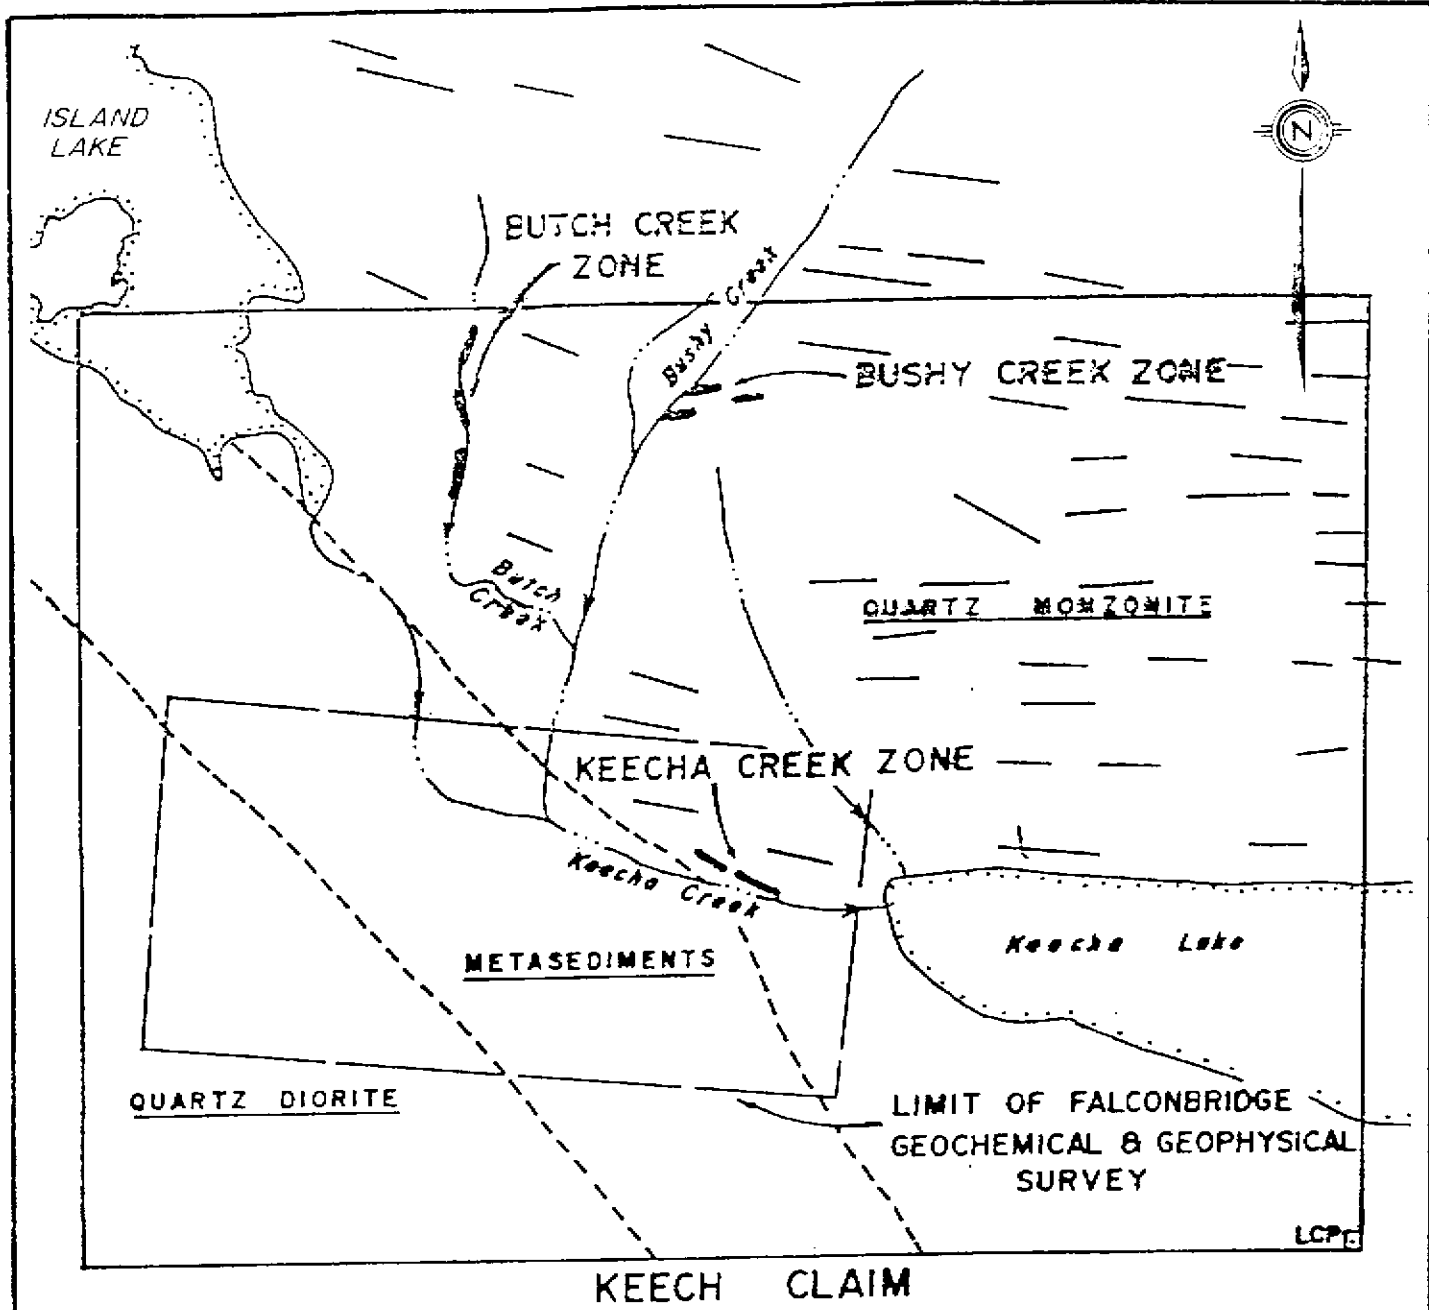 ISLAND
LAKE
N
BUTCH CREEK
ZONE
Bushy Creek
BUSHY CREEK ZONE
Butch
Creek
QUARTZ MONZONITE
KEECHA CREEK ZONE
Keecha Creek
Keecha Lake
METASEDIMENTS
QUARTZ DIORITE
LIMIT OF FALCONBRIDGE
GEOCHEMICAL & GEOPHYSICAL
SURVEY
LCP
KEECH CLAIM